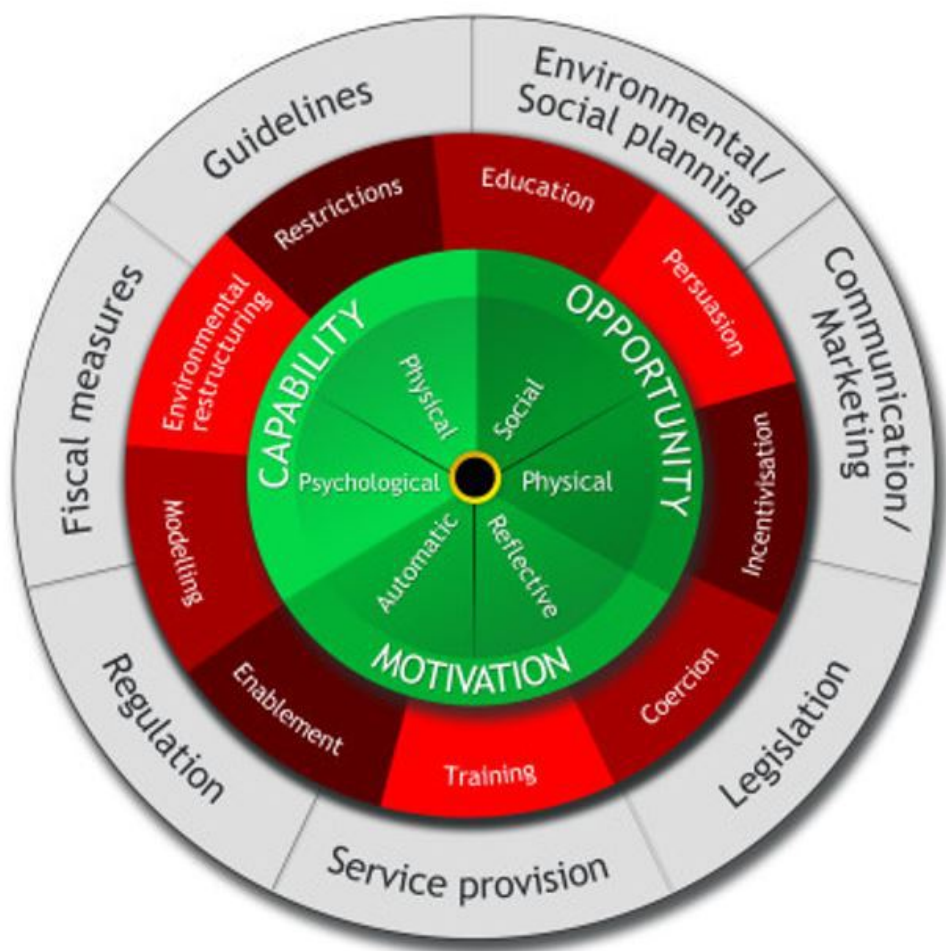 Environmental/
Social planning
Communication/
Marketing
Legislation
Service provision
Regulation
Fiscal measures
Guidelines
Education
Persuasion
Incentivisation
Coercion
Training
Enablement
Modelling
Environmental
restructuring
Restrictions
CAPABILITY
OPPORTUNITY
MOTIVATION
Physical
Social
Psychological
Physical
Automatic
Reflective